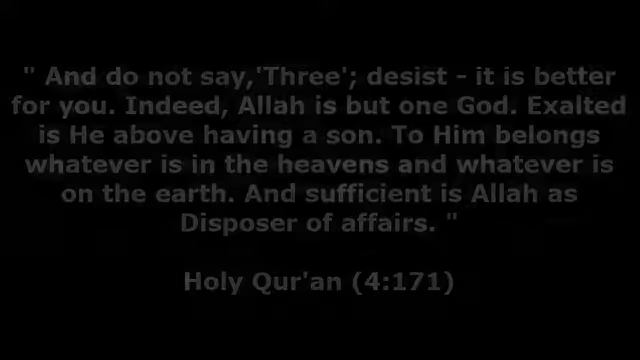 " And do not say,'Three'; desist - it is better
for you. Indeed, Allah is but one God. Exalted
is He above having a son. To Him belongs
whatever is in the heavens and whatever is
on the earth. And sufficient is Allah as
Disposer of affairs. "
Holy Qur'an (4:171)